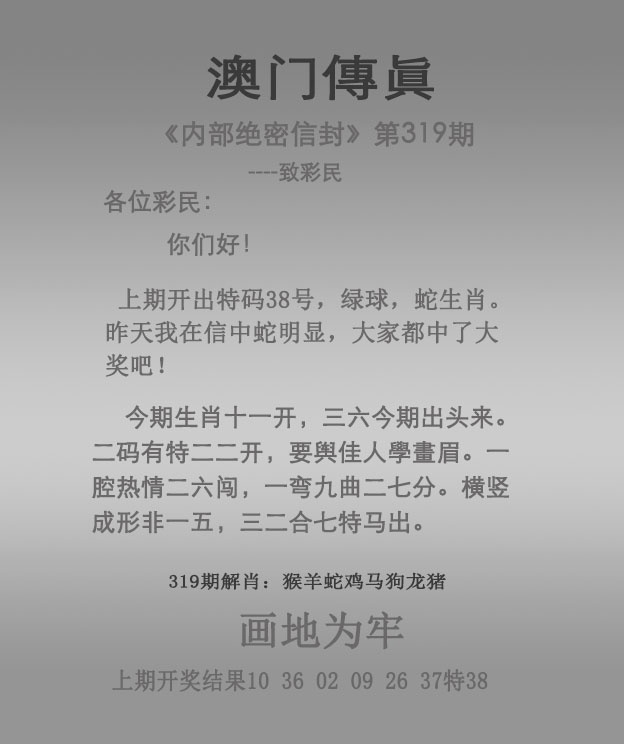 澳门傳眞
《内部绝密信封》第319期
----致彩民
各位彩民：
你们好！
上期开出特码38号，绿球，蛇生肖。
昨天我在信中蛇明显，大家都中了大
奖吧！
今期生肖十一开，三六今期出头来。
二码有特二二开，要與佳人學畫眉。一
腔热情二六闯，一弯九曲二七分。横竖
成形非一五，三二合七特马出。
319期解肖：猴羊蛇鸡马狗龙猪
画地为牢
上期开奖结果10 36 02 09 26 37特38